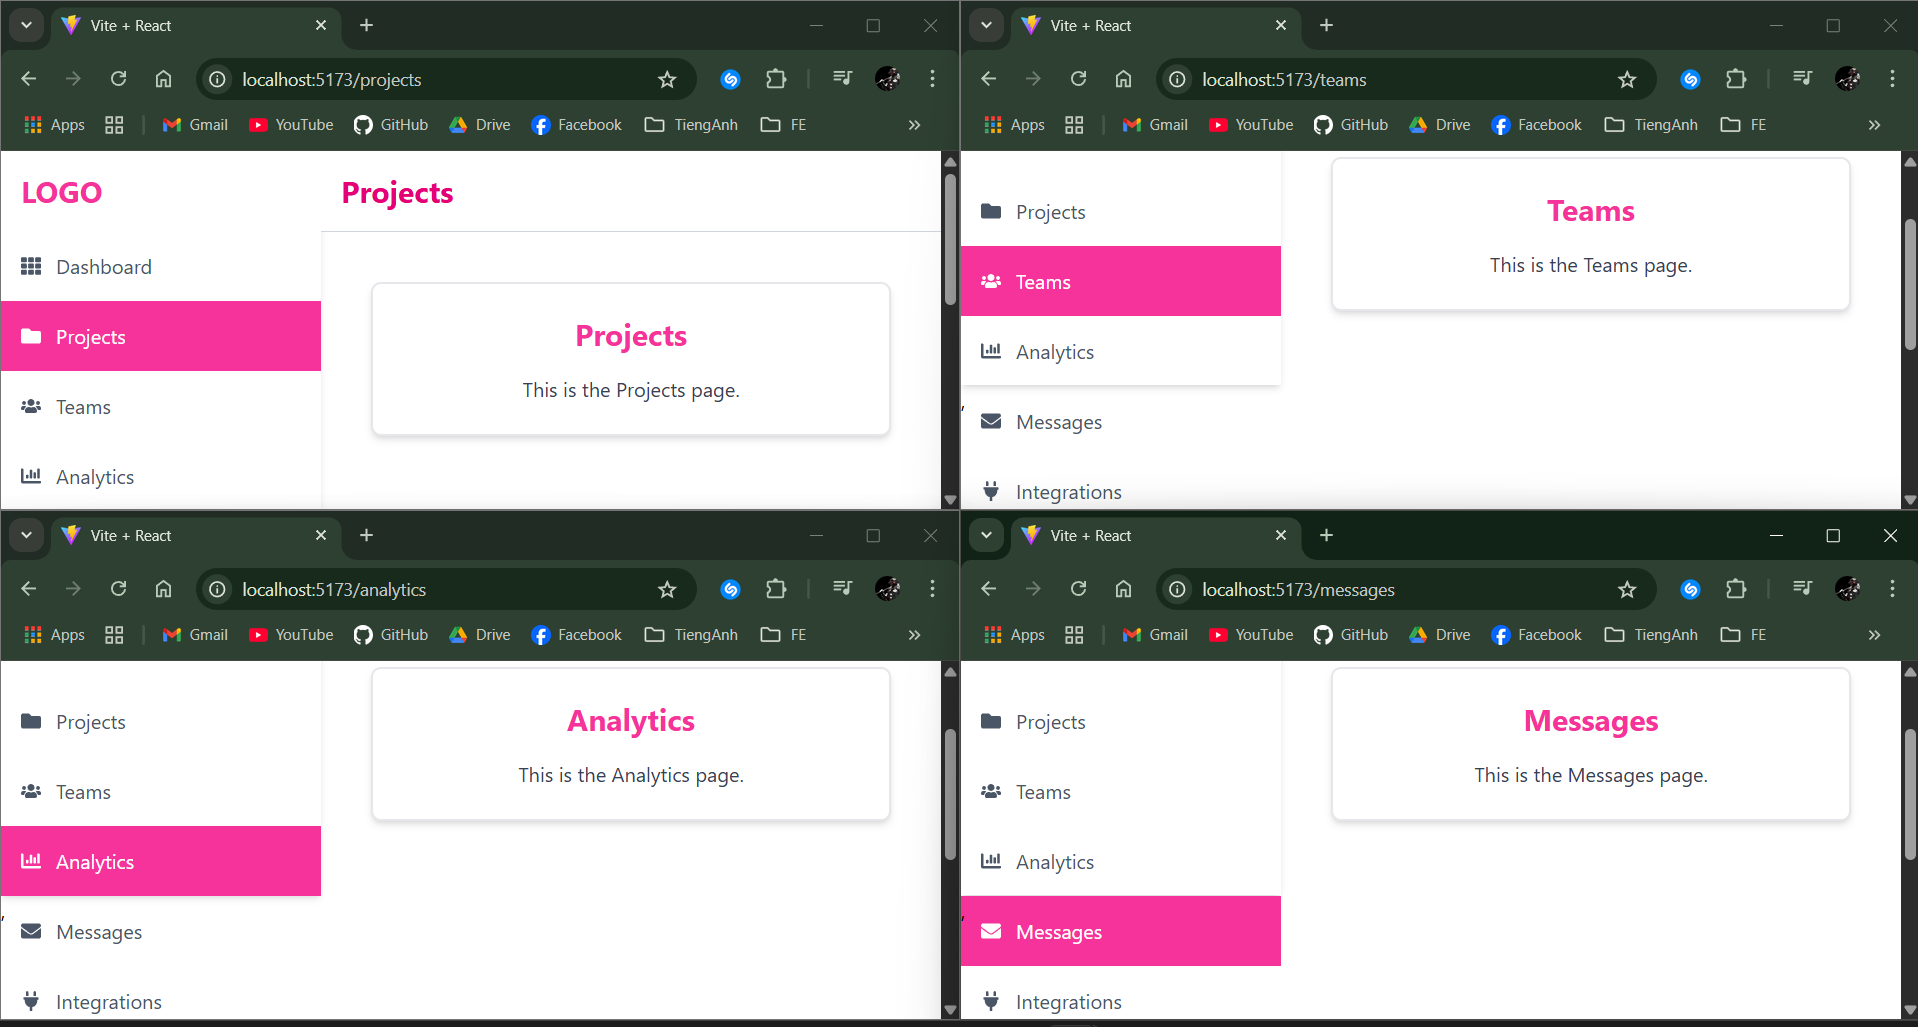 Vite + React
localhost:5173/projects
Apps Gmail YouTube GitHub Drive Facebook TiengAnh FE »
LOGO
Dashboard
Projects
Teams
Analytics
Projects
Projects
This is the Projects page.
Vite + React
localhost:5173/teams
Apps Gmail YouTube GitHub Drive Facebook TiengAnh FE »
Projects
Teams
Analytics
,
Messages
Integrations
Teams
This is the Teams page.
Vite + React
localhost:5173/analytics
Apps Gmail YouTube GitHub Drive Facebook TiengAnh FE »
Projects
Teams
Analytics
,
Messages
Integrations
Analytics
This is the Analytics page.
Vite + React
localhost:5173/messages
Apps Gmail YouTube GitHub Drive Facebook TiengAnh FE »
Projects
Teams
Analytics
,
Messages
Integrations
Messages
This is the Messages page.